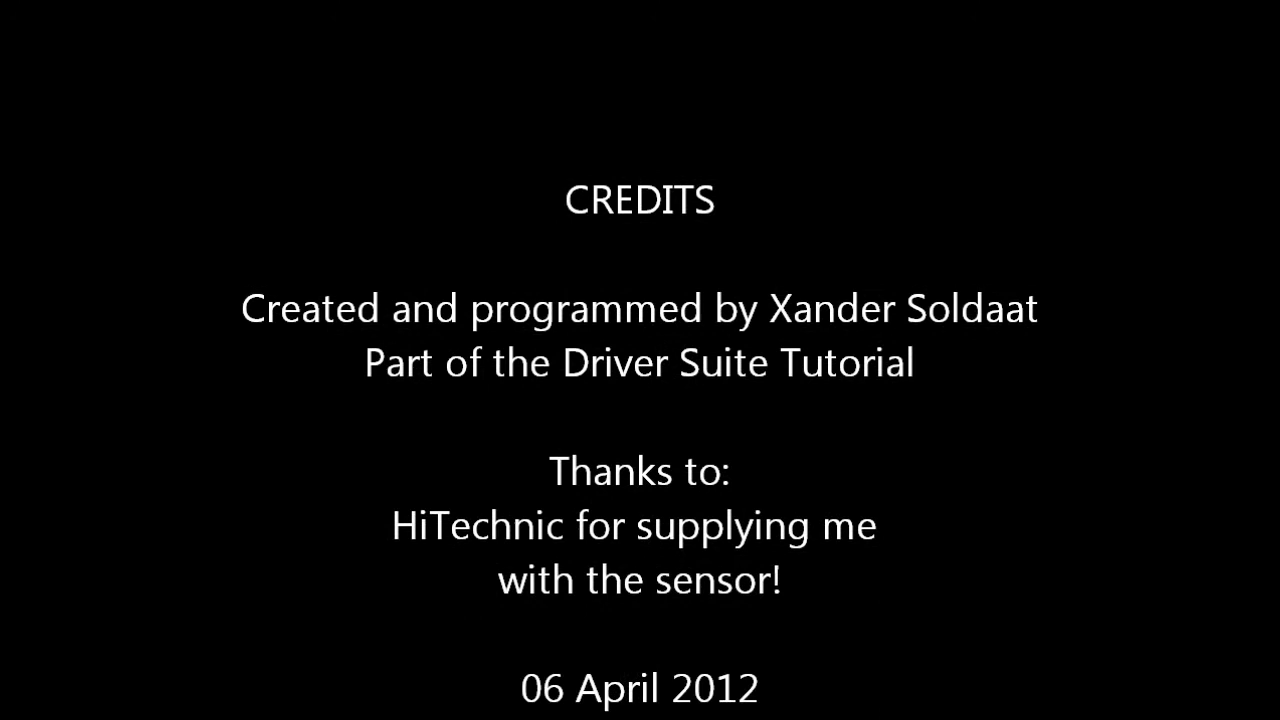 CREDITS
Created and programmed by Xander Soldaat
Part of the Driver Suite Tutorial
Thanks to:
HiTechnic for supplying me
with the sensor!
06 April 2012